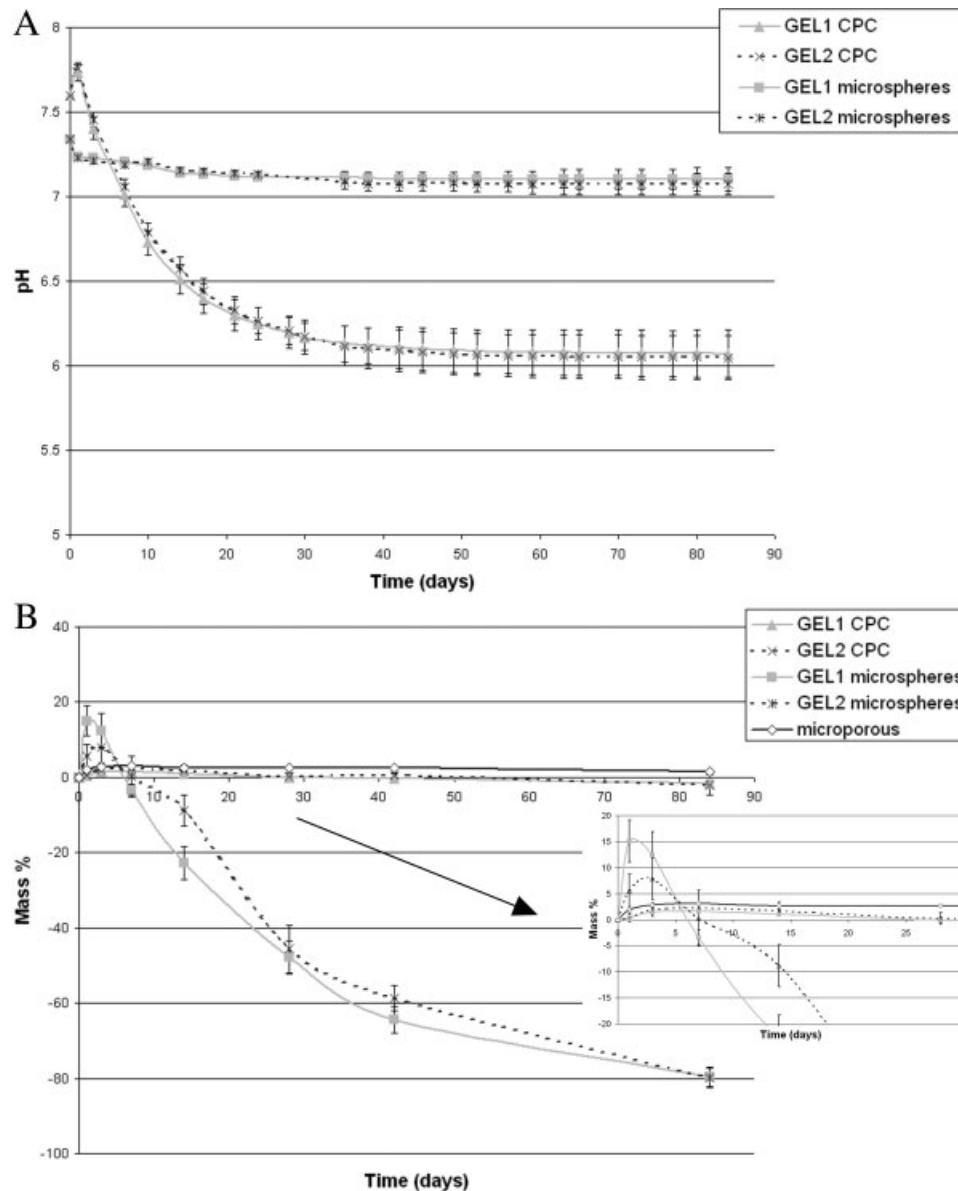 A
GEL1 CPC
GEL2 CPC
GEL1 microspheres
GEL2 microspheres
8
7.5
7
6.5
6
5.5
5
pH
0 10 20 30 40 50 60 70 80 90
Time (days)
B
GEL1 CPC
GEL2 CPC
GEL1 microspheres
GEL2 microspheres
microporous
40
20
0
-20
-40
-60
-80
-100
Mass %
0 10 20 30 40 50 60 70 80 90
Time (days)
20
15
10
5
0
-5
-10
-15
-20
Mass %
0 5 10 15 20 25
Time (days)